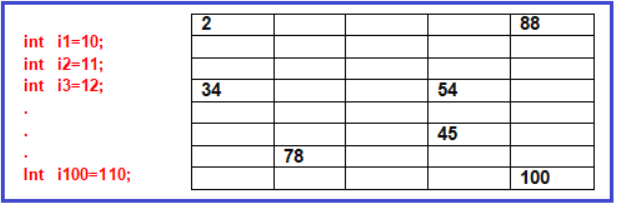 int i1=10;
int i2=11;
int i3=12;
.
.
.
Int i100=110;
2 88
34 54
45
78
100